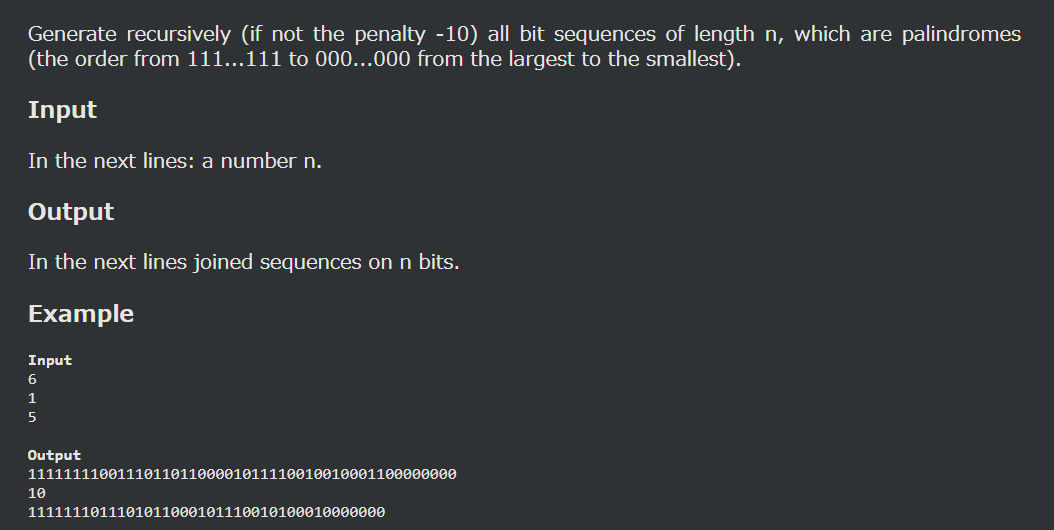 Generate recursively (if not the penalty -10) all bit sequences of length n, which are palindromes
(the order from 111...111 to 000...000 from the largest to the smallest).
Input
In the next lines: a number n.
Output
In the next lines joined sequences on n bits.
Example
Input
6
1
5
Output
111111110011101101100001011110010010001100000000
10
1111111011101011000101110010100010000000